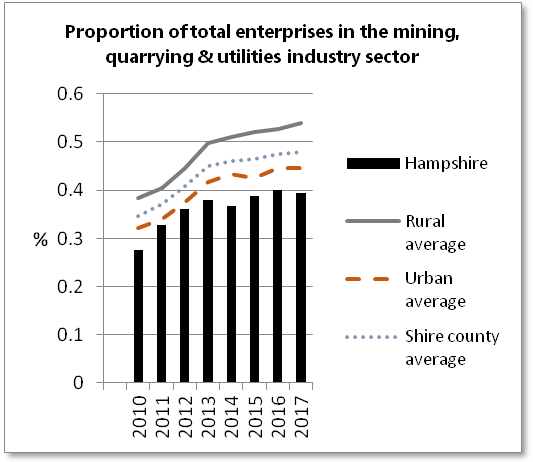 Proportion of total enterprises in the mining,
quarrying & utilities industry sector
0.6
0.5
0.4
0.3
0.2
0.1
0
%
2010
2011
2012
2013
2014
2015
2016
2017
Hampshire
Rural
average
Urban
average
Shire county
average